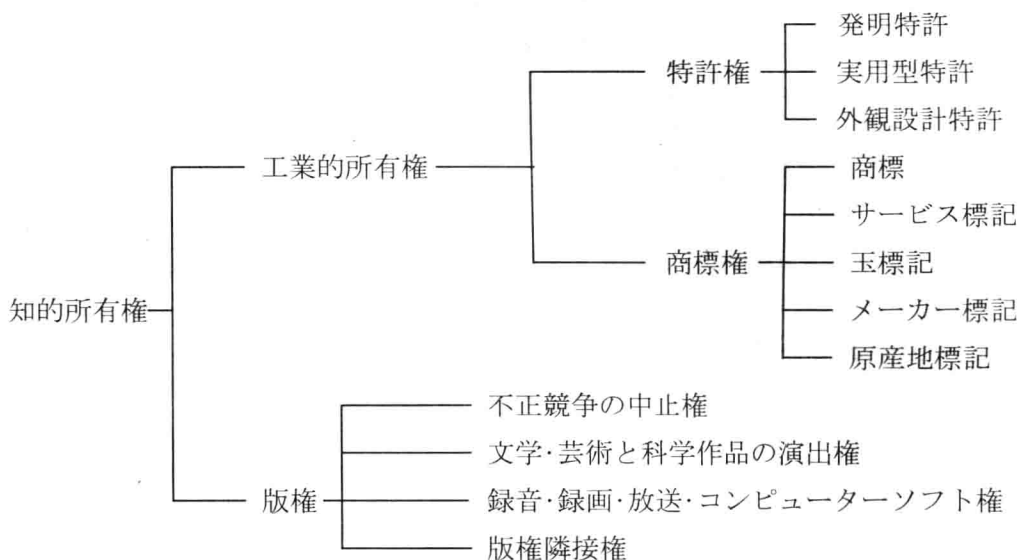 発明特許
特許権
実用型特許
外観設計特許
工業的所有権
商標
サービス標記
商標権
玉標記
知的所有権
メーカー標記
原産地標記
不正競争の中止権
文学·芸術と科学作品の演出権
版権
録音·録画·放送·コンピューターソフト権
版権隣接権